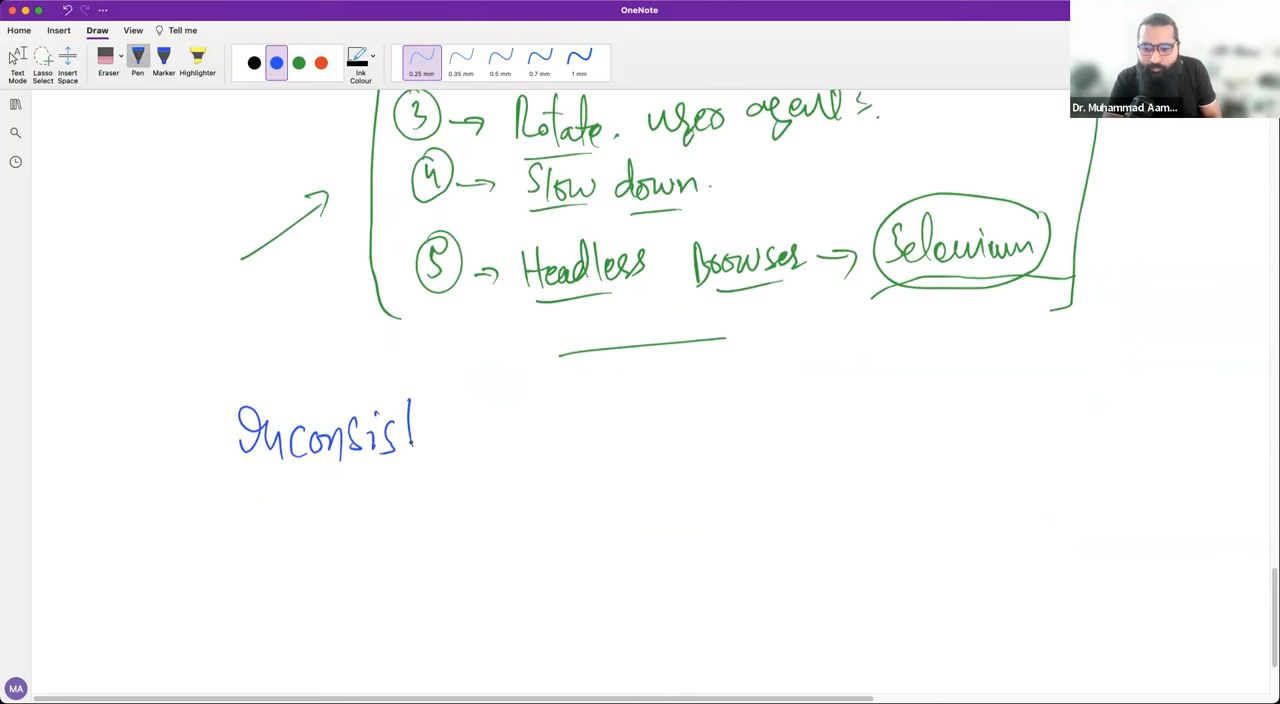 OneNote
Home Insert Draw View Tell me
Text Mode
Lasso Select
Insert Space
Eraser
Pen
Marker
Highlighter
0.25 mm
0.35 mm
0.5 mm
0.7 mm
1 mm
Ink Colour
Dr. Muhammad Aam...
3 → Rotate. user agents.
4 → Slow down.
5 → Headless Browser → Selenium
Inconsist
MA